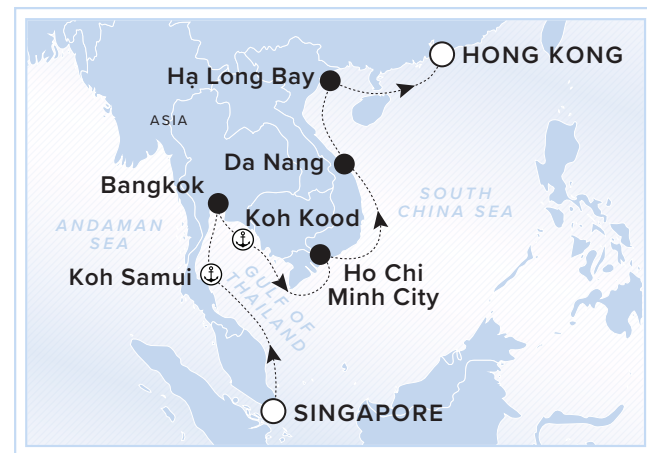 HONG KONG
Hạ Long Bay
ASIA
Da Nang
Bangkok
SOUTH
CHINA SEA
Koh Kood
ANDAMAN
SEA
Koh Samui
Ho Chi
Minh City
GULF OF
THAILAND
SINGAPORE